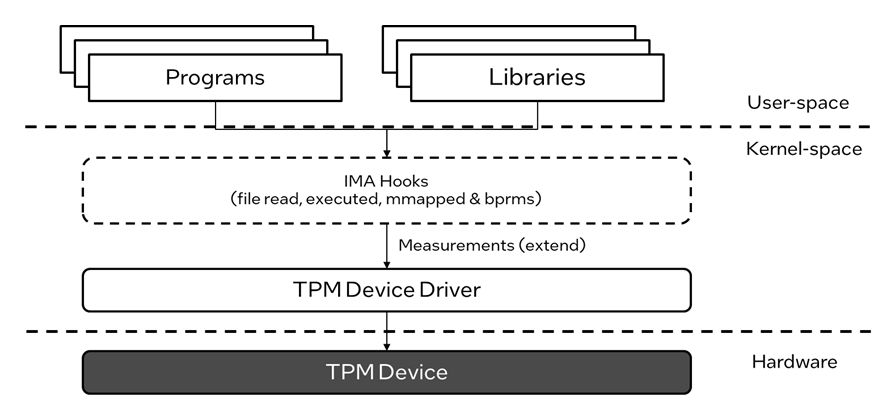 Programs
Libraries
User-space
Kernel-space
IMA Hooks
(file read, executed, mmapped & bprms)
Measurements (extend)
TPM Device Driver
Hardware
TPM Device